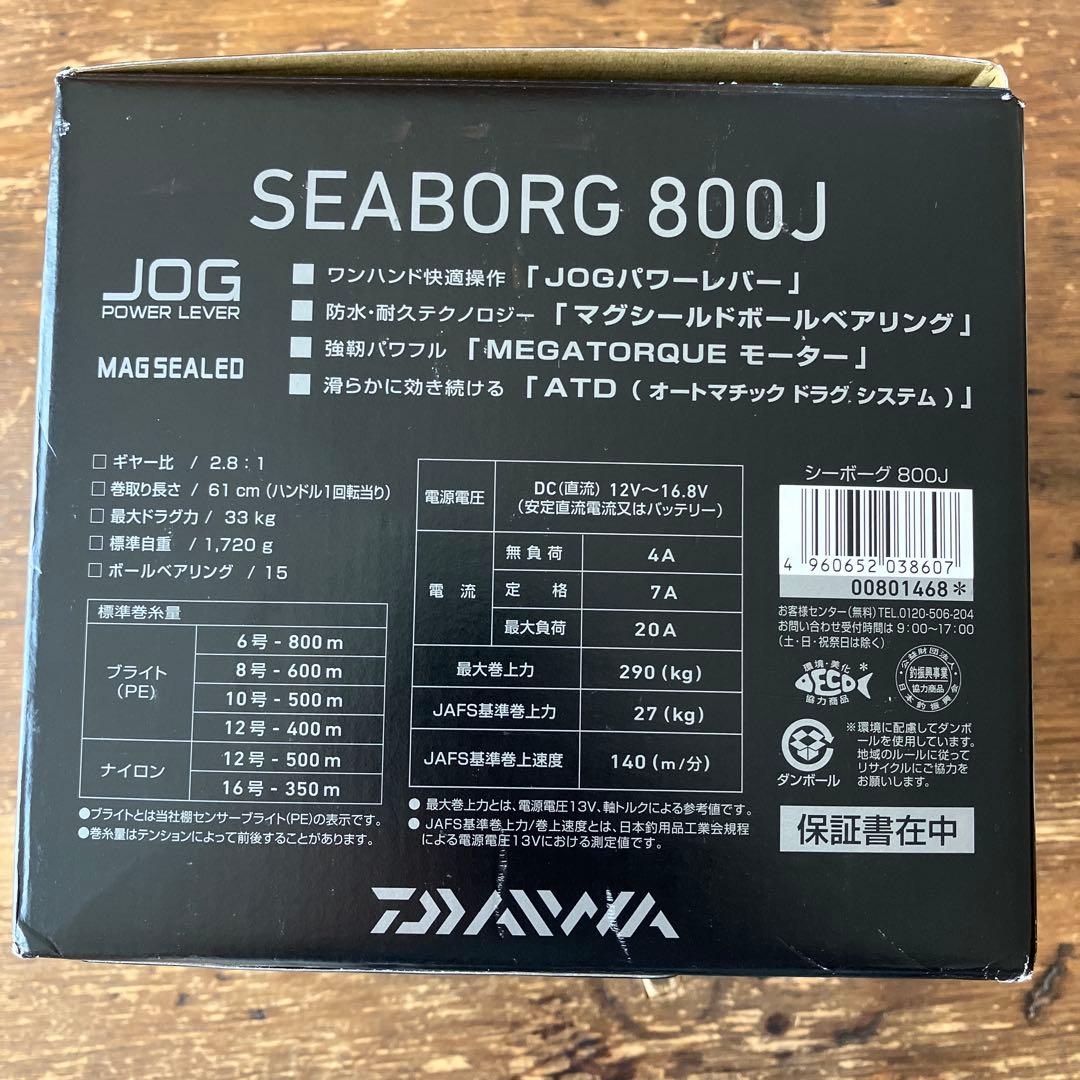 SEABORG 800J
JOG
POWER LEVER
MAGSEALED
■ ワンハンド快適操作「JOGパワーレバー」
■ 防水・耐久テクノロジー「マグシールドボールベアリング」
■ 強靭パワフル「MEGATORQUE モーター」
■ 滑らかに効き続ける「ATD（オートマチック ドラグ システム）」
□ ギヤー比 / 2.8：1
□ 巻取り長さ / 61 cm（ハンドル1回転当り）
□ 最大ドラグ力 / 33 kg
□ 標準自重 / 1,720 g
□ ボールベアリング / 15
標準巻糸量
ブライト
(PE)
6号 - 800 m
8号 - 600 m
10号 - 500 m
12号 - 400 m
ナイロン
12号 - 500 m
16号 - 350 m
●ブライトとは当社棚センサーブライト(PE)の表示です。
●巻糸量はテンションによって前後することがあります。
電源電圧
DC(直流) 12V～16.8V
(安定直流電流又はバッテリー)
電流
無負荷 4A
定格 7A
最大負荷 20A
最大巻上力 290(kg)
JAFS基準巻上力 27(kg)
JAFS基準巻上速度 140(m/分)
● 最大巻上力とは、電源電圧13V、軸トルクによる参考値です。
● JAFS基準巻上力/巻上速度とは、日本釣用品工業会規程
による電源電圧13Vにおける測定値です。
シーボーグ 800J
4 960652 038607
00801468*
お客様センター(無料)TEL.0120-506-204
お問い合わせ受付時間は 9：00～17：00
(土・日・祝祭日は除く)
環境・美化*
DECO
協力商品
公益財団法人
釣振興事業
協力商品
日本釣振興会
ダンボール
※環境に配慮してダンボ
ールを使用しています。
地域のルールに従って
リサイクルにご協力を
お願いします。
保証書在中
DAIWA